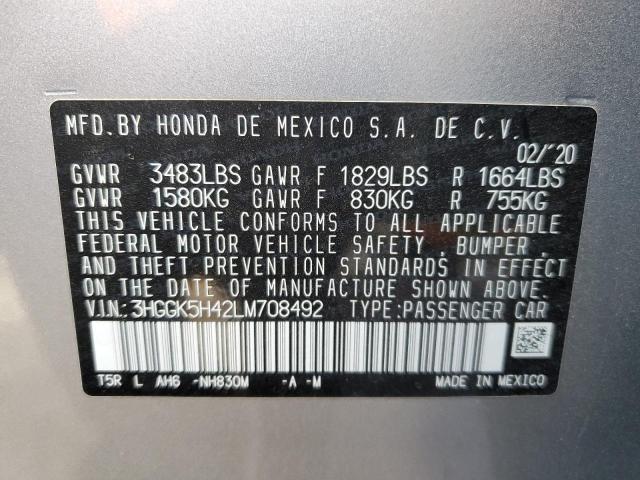 MFD.BY HONDA DE MEXICO S.A. DE C.V.
02/'20
GVWR 3483LBS GAWR F 1829LBS R 1664LBS
GVWR 1580KG GAWR F 830KG R 755KG
THIS VEHICLE CONFORMS TO ALL APPLICABLE
FEDERAL MOTOR VEHICLE SAFETY, BUMPER,
AND THEFT PREVENTION STANDARDS IN EFFECT
ON THE DATE OF MANUFACTURE SHOWN ABOVE.
V.I.N.: 3HGGK5H42LM708492 TYPE: PASSENGER CAR
T5R L AH6 -NH830M -A -M
MADE IN MEXICO